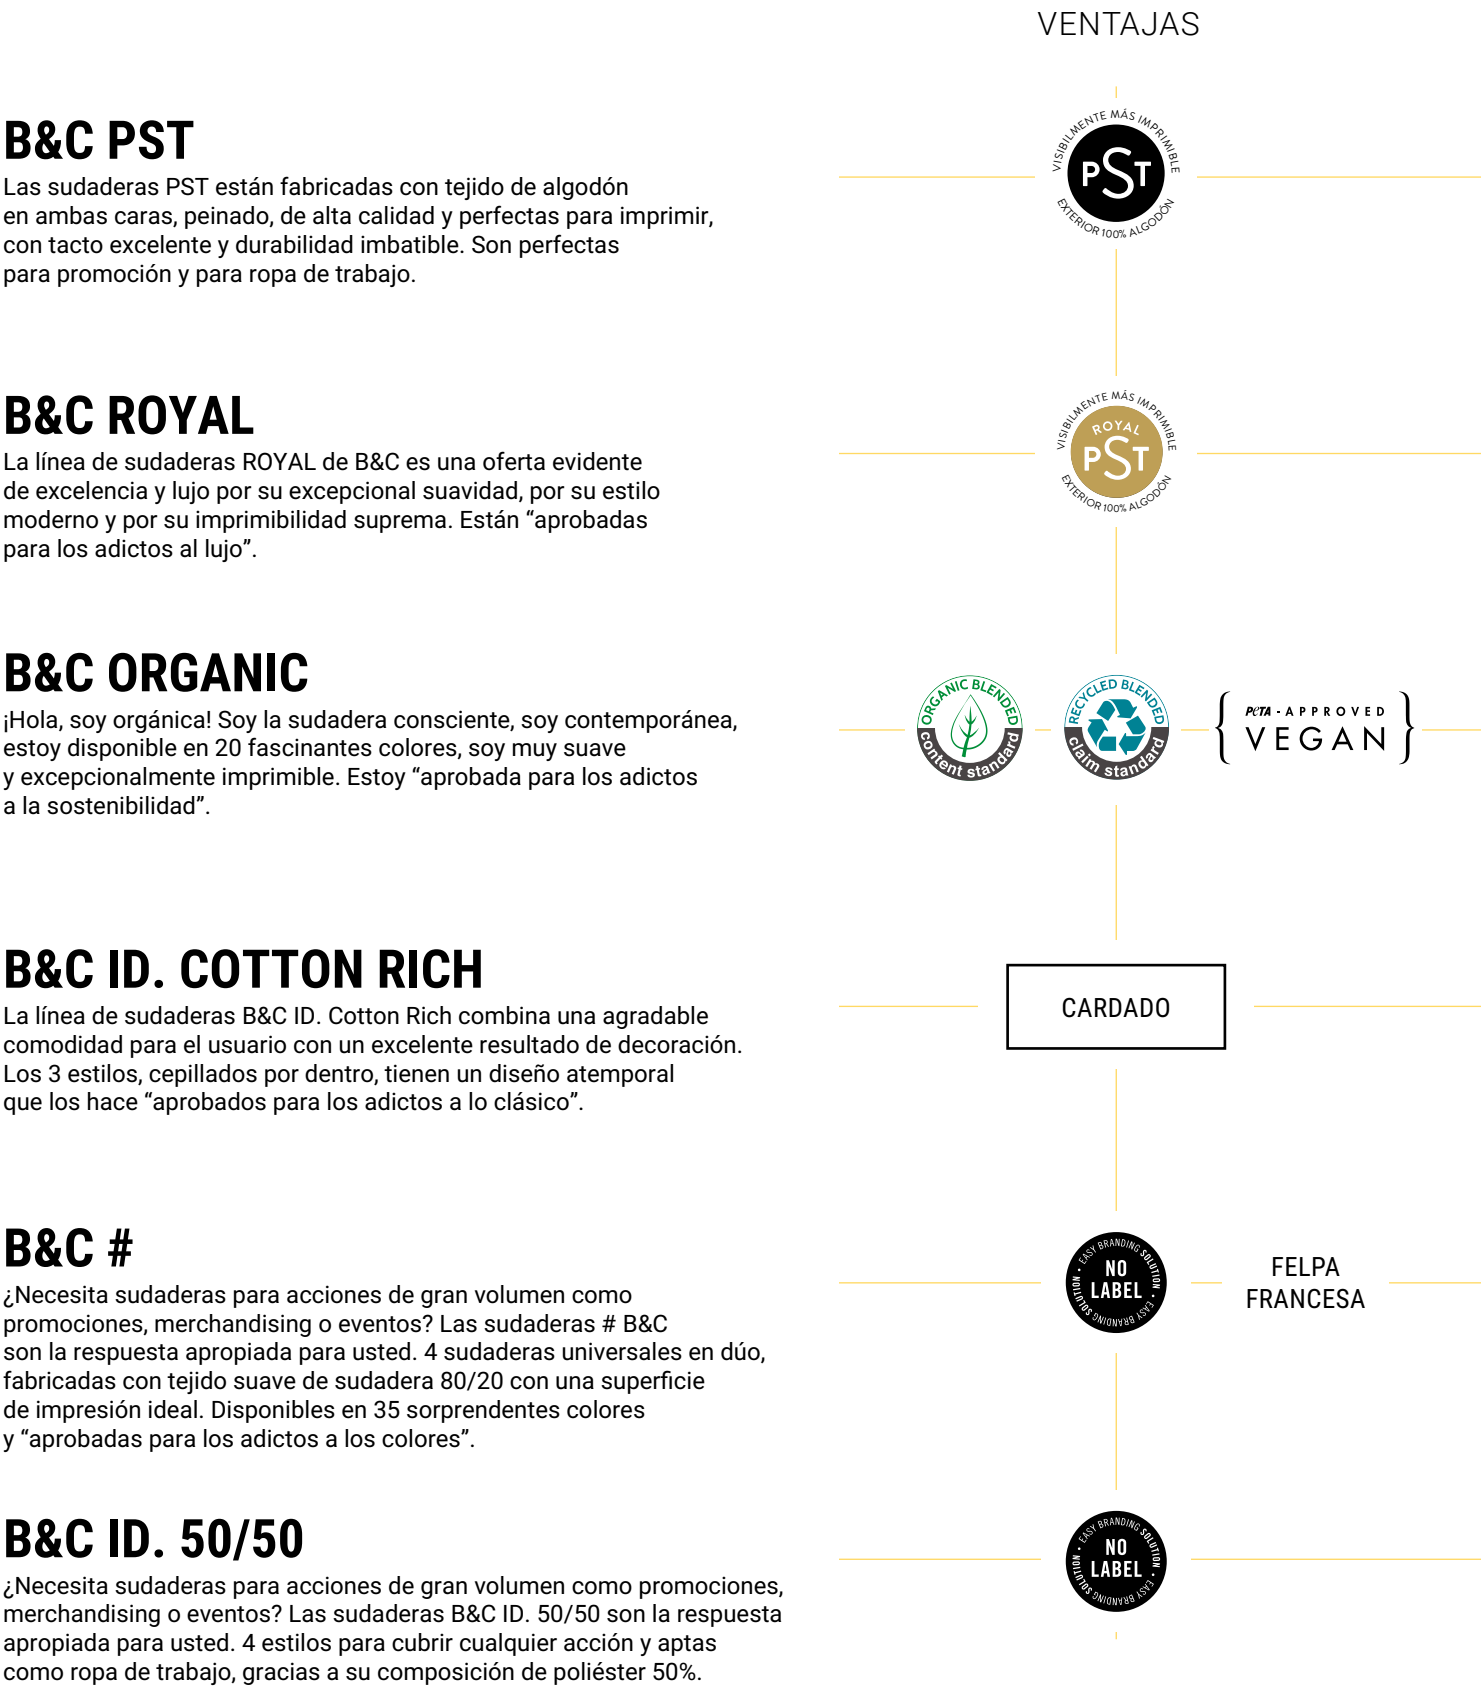 VENTAJAS
B&C PST
Las sudaderas PST están fabricadas con tejido de algodón
en ambas caras, peinado, de alta calidad y perfectas para imprimir,
con tacto excelente y durabilidad imbatible. Son perfectas
para promoción y para ropa de trabajo.
VISIBILMENTE MÁS IMPRIMIBLE
PST
EXTERIOR 100% ALGODÓN
B&C ROYAL
La línea de sudaderas ROYAL de B&C es una oferta evidente
de excelencia y lujo por su excepcional suavidad, por su estilo
moderno y por su imprimibilidad suprema. Están “aprobadas
para los adictos al lujo”.
VISIBILMENTE MÁS IMPRIMIBLE
ROYAL
PST
EXTERIOR 100% ALGODÓN
B&C ORGANIC
¡Hola, soy orgánica! Soy la sudadera consciente, soy contemporánea,
estoy disponible en 20 fascinantes colores, soy muy suave
y excepcionalmente imprimible. Estoy “aprobada para los adictos
a la sostenibilidad”.
ORGANIC BLENDED
content standard
RECYCLED BLENDED
claim standard
PeTA - APPROVED
VEGAN
B&C ID. COTTON RICH
La línea de sudaderas B&C ID. Cotton Rich combina una agradable
comodidad para el usuario con un excelente resultado de decoración.
Los 3 estilos, cepillados por dentro, tienen un diseño atemporal
que los hace “aprobados para los adictos a lo clásico”.
CARDADO
B&C #
¿Necesita sudaderas para acciones de gran volumen como
promociones, merchandising o eventos? Las sudaderas # B&C
son la respuesta apropiada para usted. 4 sudaderas universales en dúo,
fabricadas con tejido suave de sudadera 80/20 con una superficie
de impresión ideal. Disponibles en 35 sorprendentes colores
y “aprobadas para los adictos a los colores”.
EASY BRANDING SOLUTION • EASY BRANDING SOLUTION •
NO
LABEL
FELPA
FRANCESA
B&C ID. 50/50
¿Necesita sudaderas para acciones de gran volumen como promociones,
merchandising o eventos? Las sudaderas B&C ID. 50/50 son la respuesta
apropiada para usted. 4 estilos para cubrir cualquier acción y aptas
como ropa de trabajo, gracias a su composición de poliéster 50%.
EASY BRANDING SOLUTION • EASY BRANDING SOLUTION •
NO
LABEL